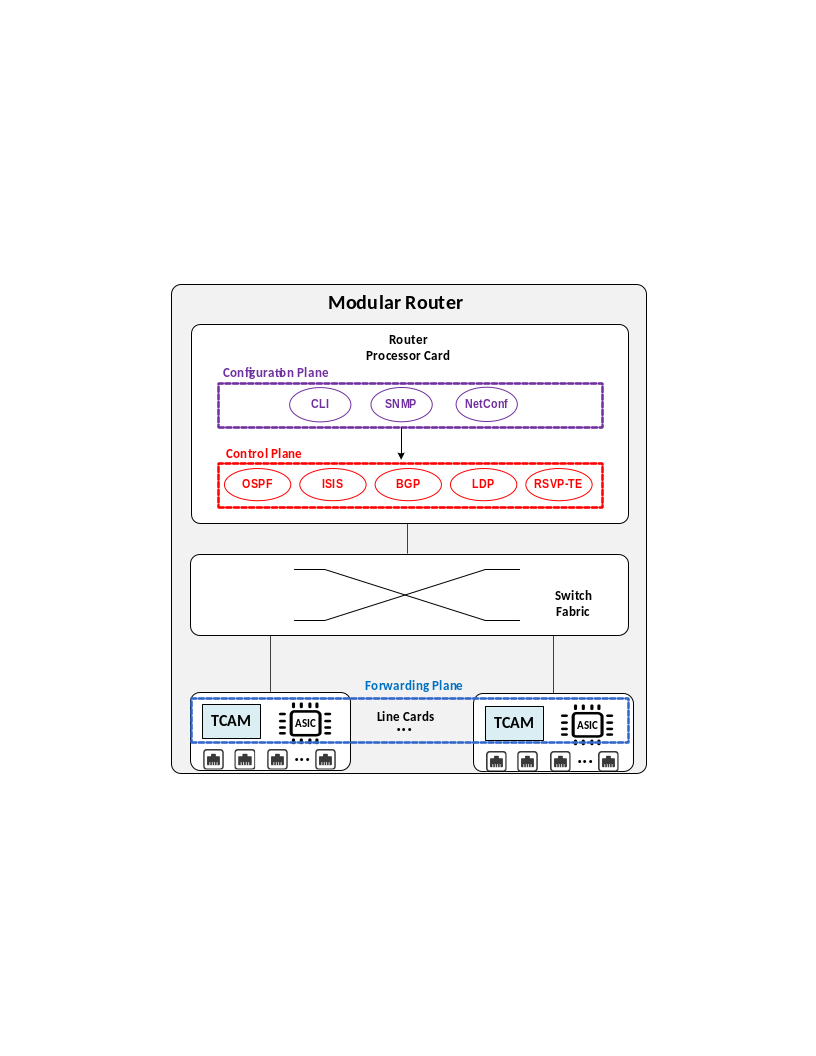 Modular Router
Router
Processor Card
Configuration Plane
CLI
SNMP
NetConf
Control Plane
OSPF
ISIS
BGP
LDP
RSVP-TE
Switch
Fabric
Forwarding Plane
TCAM
ASIC
Line Cards
...
TCAM
ASIC
...
...